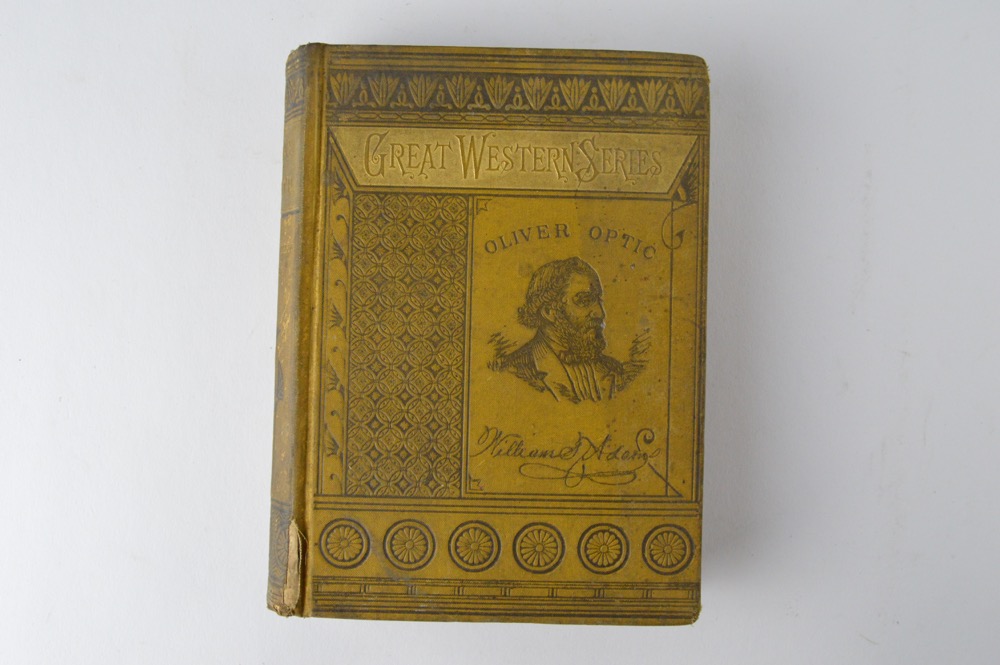 GREAT WESTERN SERIES
OLIVER OPTIC
William T. Adams